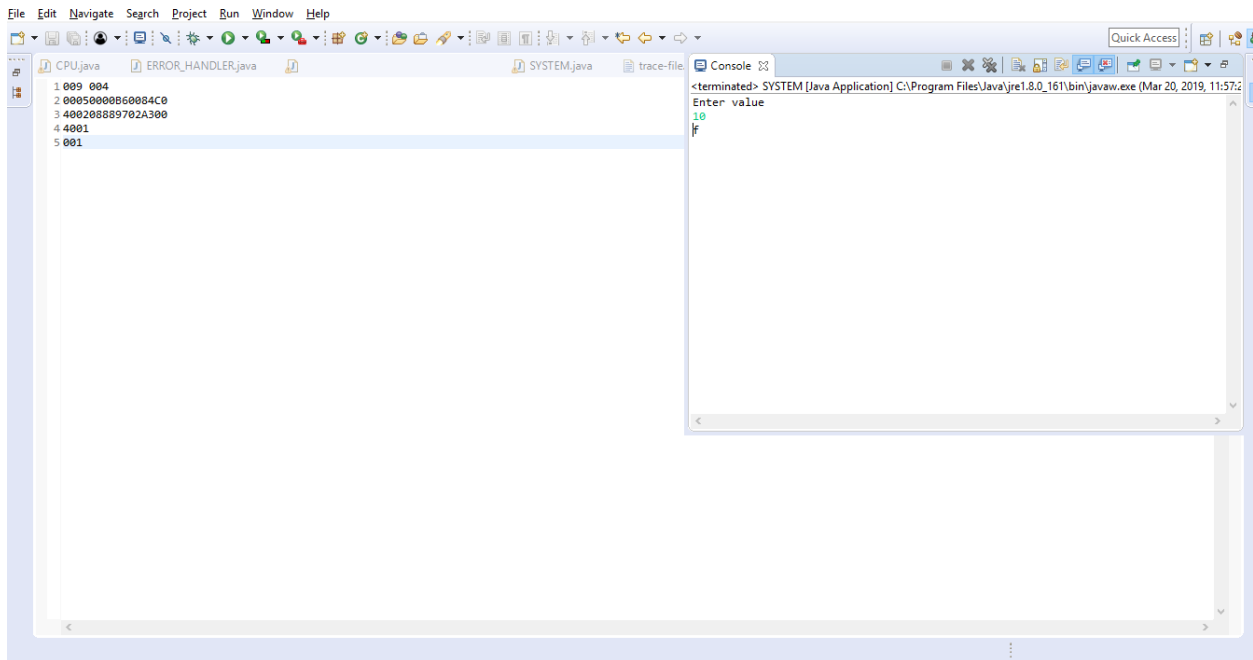 File Edit Navigate Search Project Run Window Help
Quick Access
CPU.java ERROR_HANDLER.java SYSTEM.java trace-file. Console
1 009 004
2 00050000B60084C0
3 400208889702A300
4 4001
5 001
<terminated> SYSTEM [Java Application] C:\Program Files\Java\jre1.8.0_161\bin\javaw.exe (Mar 20, 2019, 11:57:2
Enter value
10
f